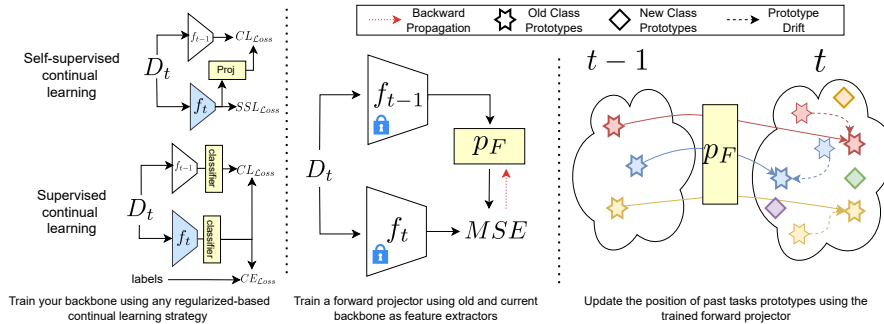 Backward
Propagation
Old Class
Prototypes
New Class
Prototypes
Prototype
Drift
Self-supervised
continual
learning
D_t
f_{t-1}
CL_{\mathcal{L}oss}
Proj
f_t
SSL_{\mathcal{L}oss}
Supervised
continual
learning
D_t
f_{t-1}
classifier
CL_{\mathcal{L}oss}
f_t
classifier
labels
CE_{\mathcal{L}oss}
Train your backbone using any regularized-based
continual learning strategy
D_t
f_{t-1}
p_F
f_t
MSE
Train a forward projector using old and current
backbone as feature extractors
t - 1
t
p_F
Update the position of past tasks prototypes using the
trained forward projector